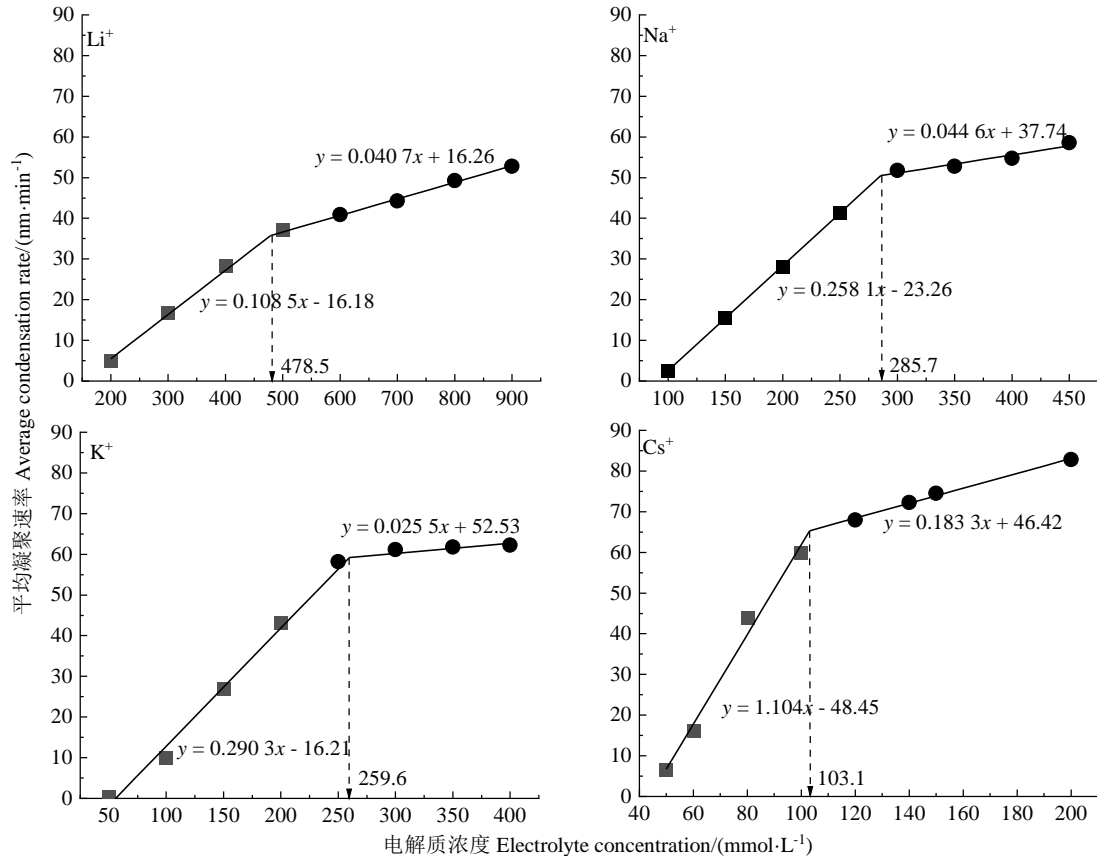 平均凝聚速率 Average condensation rate/(nm·min⁻¹)
90
80
70
60
50
40
30
20
10
0
Li⁺
y = 0.040 7x + 16.26
y = 0.108 5x - 16.18
478.5
200 300 400 500 600 700 800 900
90
80
70
60
50
40
30
20
10
0
Na⁺
y = 0.044 6x + 37.74
y = 0.258 1x - 23.26
285.7
100 150 200 250 300 350 400 450
90
80
70
60
50
40
30
20
10
0
K⁺
y = 0.025 5x + 52.53
y = 0.290 3x - 16.21
259.6
50 100 150 200 250 300 350 400
90
80
70
60
50
40
30
20
10
0
Cs⁺
y = 0.183 3x + 46.42
y = 1.104x - 48.45
103.1
40 60 80 100 120 140 160 180 200
电解质浓度 Electrolyte concentration/(mmol·L⁻¹)